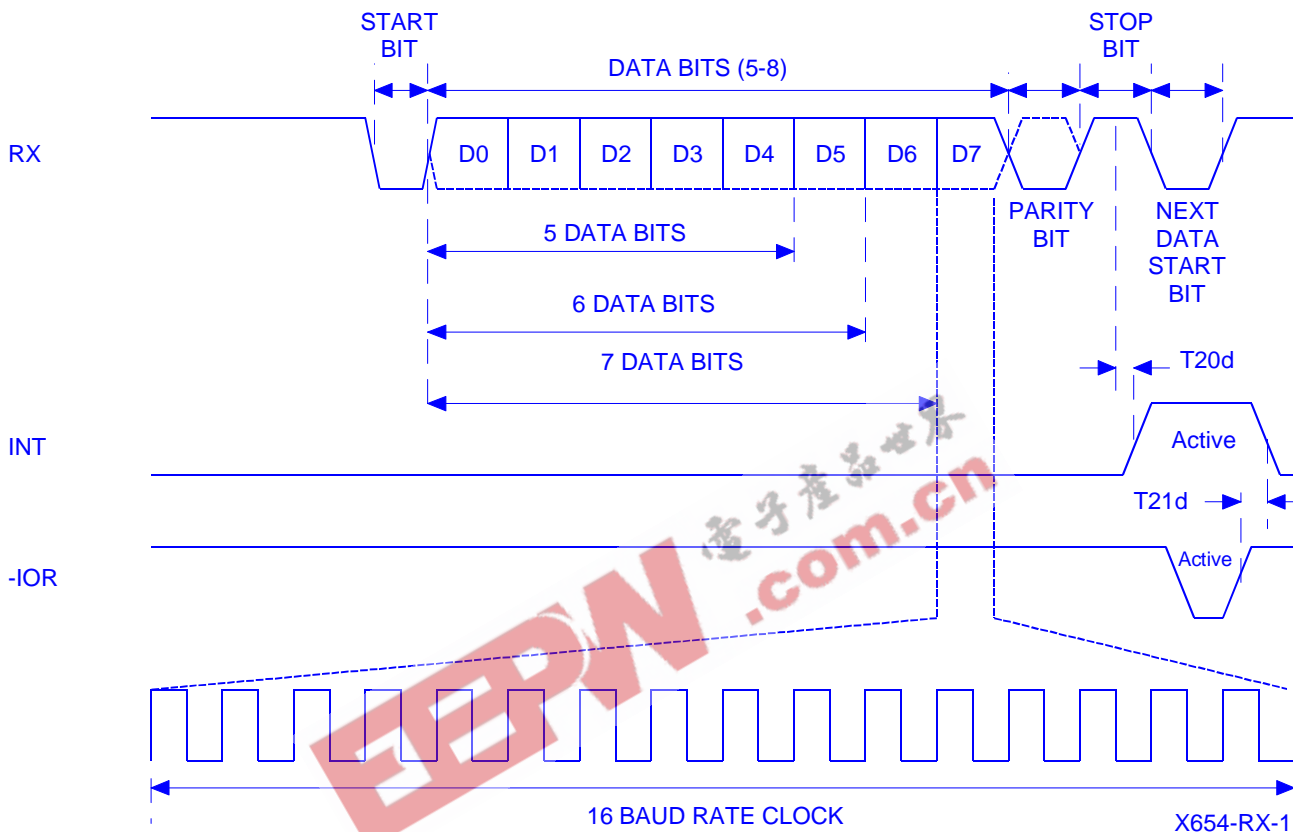 START
BIT
DATA BITS (5-8)
STOP
BIT
RX
D0 D1 D2 D3 D4 D5 D6 D7
PARITY
BIT
NEXT
DATA
START
BIT
5 DATA BITS
6 DATA BITS
7 DATA BITS
T20d
INT
Active
T21d
-IOR
Active
電子產品世界
EEPW
.com.cn
16 BAUD RATE CLOCK
X654-RX-1